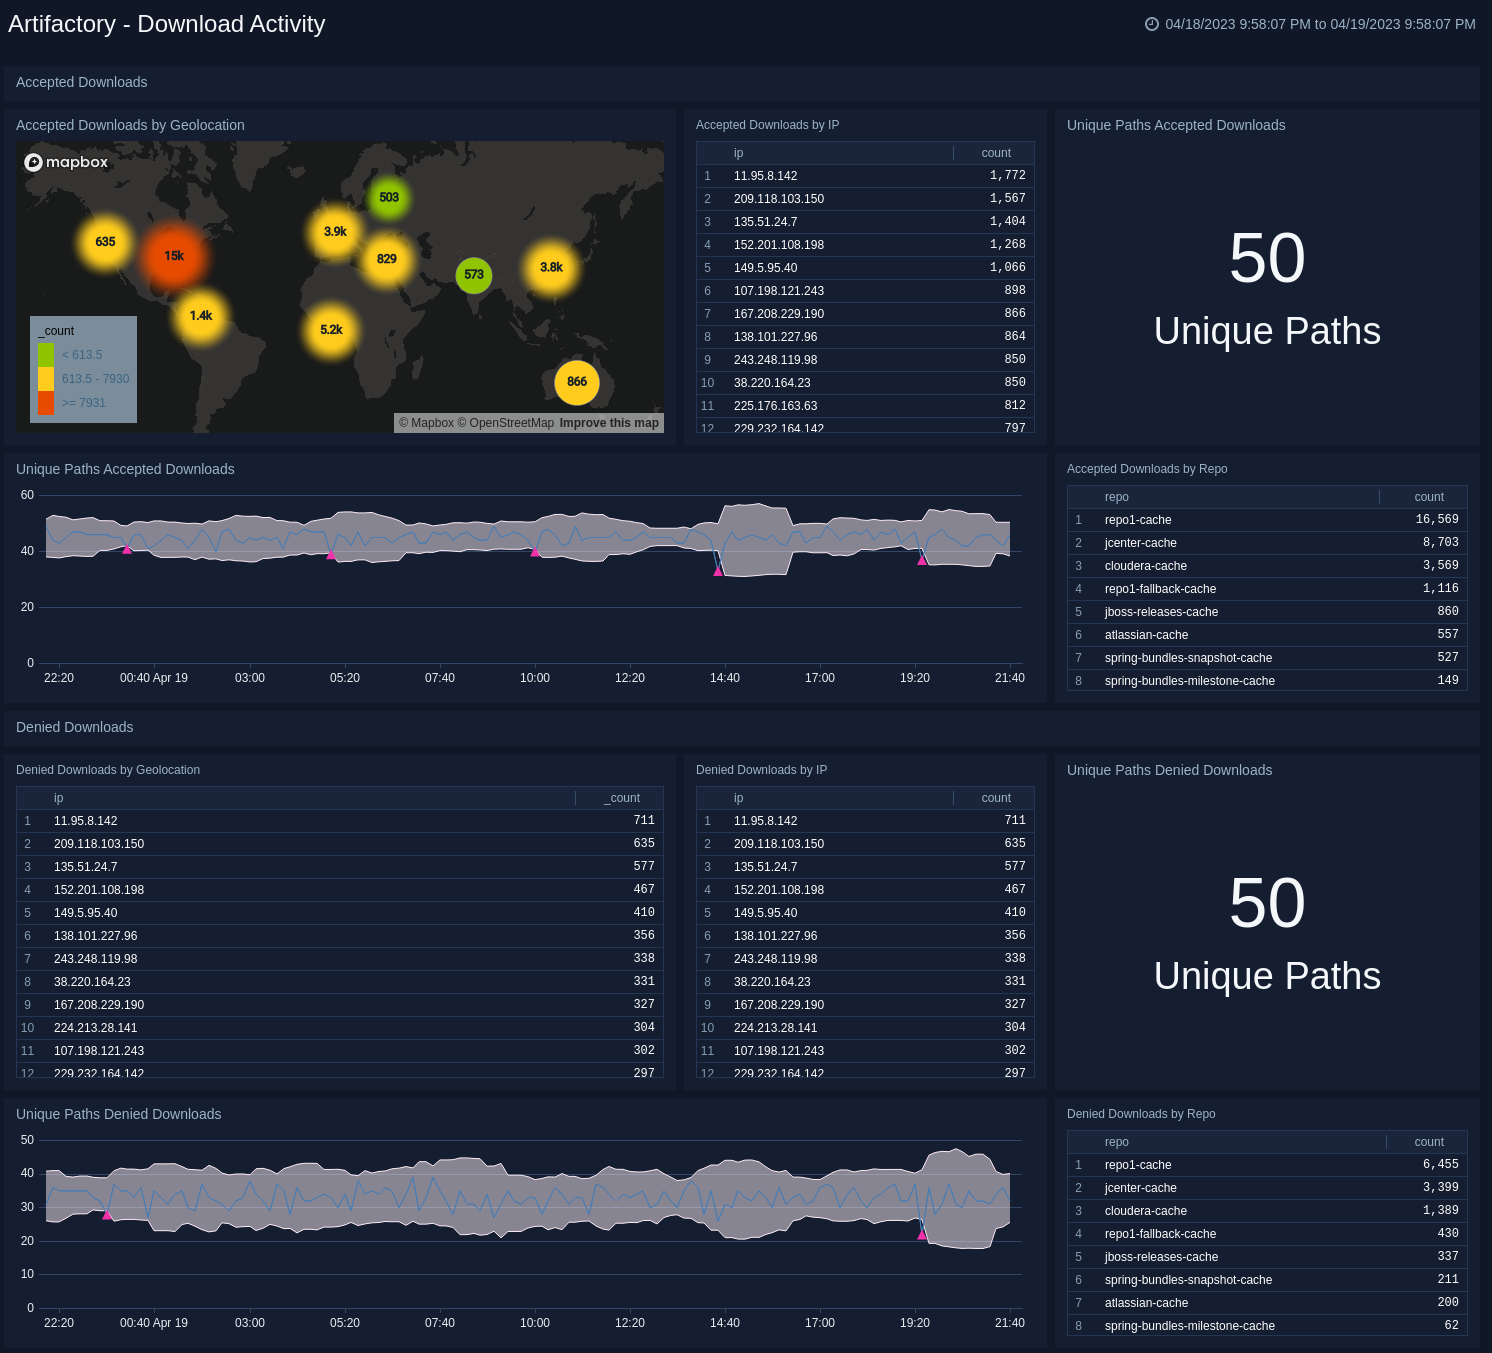 Artifactory - Download Activity
04/18/2023 9:58:07 PM to 04/19/2023 9:58:07 PM
Accepted Downloads
Accepted Downloads by Geolocation
mapbox
503
635
3.9k
15k
829
573
3.8k
1.4k
5.2k
866
_count
< 613.5
613.5 - 7930
>= 7931
© Mapbox © OpenStreetMap Improve this map
Accepted Downloads by IP
ip count
1 11.95.8.142 1,772
2 209.118.103.150 1,567
3 135.51.24.7 1,404
4 152.201.108.198 1,268
5 149.5.95.40 1,066
6 107.198.121.243 898
7 167.208.229.190 866
8 138.101.227.96 864
9 243.248.119.98 850
10 38.220.164.23 850
11 225.176.163.63 812
12 229.232.164.142 797
Unique Paths Accepted Downloads
50
Unique Paths
Unique Paths Accepted Downloads
60
40
20
0
22:20 00:40 Apr 19 03:00 05:20 07:40 10:00 12:20 14:40 17:00 19:20 21:40
Accepted Downloads by Repo
repo count
1 repo1-cache 16,569
2 jcenter-cache 8,703
3 cloudera-cache 3,569
4 repo1-fallback-cache 1,116
5 jboss-releases-cache 860
6 atlassian-cache 557
7 spring-bundles-snapshot-cache 527
8 spring-bundles-milestone-cache 149
Denied Downloads
Denied Downloads by Geolocation
ip _count
1 11.95.8.142 711
2 209.118.103.150 635
3 135.51.24.7 577
4 152.201.108.198 467
5 149.5.95.40 410
6 138.101.227.96 356
7 243.248.119.98 338
8 38.220.164.23 331
9 167.208.229.190 327
10 224.213.28.141 304
11 107.198.121.243 302
12 229.232.164.142 297
Denied Downloads by IP
ip count
1 11.95.8.142 711
2 209.118.103.150 635
3 135.51.24.7 577
4 152.201.108.198 467
5 149.5.95.40 410
6 138.101.227.96 356
7 243.248.119.98 338
8 38.220.164.23 331
9 167.208.229.190 327
10 224.213.28.141 304
11 107.198.121.243 302
12 229.232.164.142 297
Unique Paths Denied Downloads
50
Unique Paths
Unique Paths Denied Downloads
50
40
30
20
10
0
22:20 00:40 Apr 19 03:00 05:20 07:40 10:00 12:20 14:40 17:00 19:20 21:40
Denied Downloads by Repo
repo count
1 repo1-cache 6,455
2 jcenter-cache 3,399
3 cloudera-cache 1,389
4 repo1-fallback-cache 430
5 jboss-releases-cache 337
6 spring-bundles-snapshot-cache 211
7 atlassian-cache 200
8 spring-bundles-milestone-cache 62